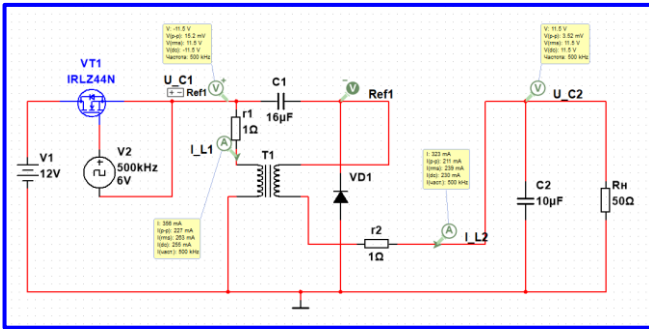 V: -11.5 V
V(p-p): 15.2 mV
V(rms): 11.5 V
V(dc): -11.5 V
Частота: 500 kHz
V: 11.5 V
V(p-p): 3.52 mV
V(rms): 11.5 V
V(dc): 11.5 V
Частота: 500 kHz
VT1
IRLZ44N
U_C1
Ref1
V
C1
16µF
V
Ref1
V
U_C2
r1
1Ω
A
I_L1
T1
V1
12V
V2
500kHz
6V
VD1
I: 323 mA
I(p-p): 211 mA
I(rms): 239 mA
I(dc): 230 mA
I(част): 500 kHz
C2
10µF
Rн
50Ω
I(p-p): 227 mA
I(rms): 263 mA
I(dc): 255 mA
I(част): 500 kHz
r2
1Ω
A
I_L2